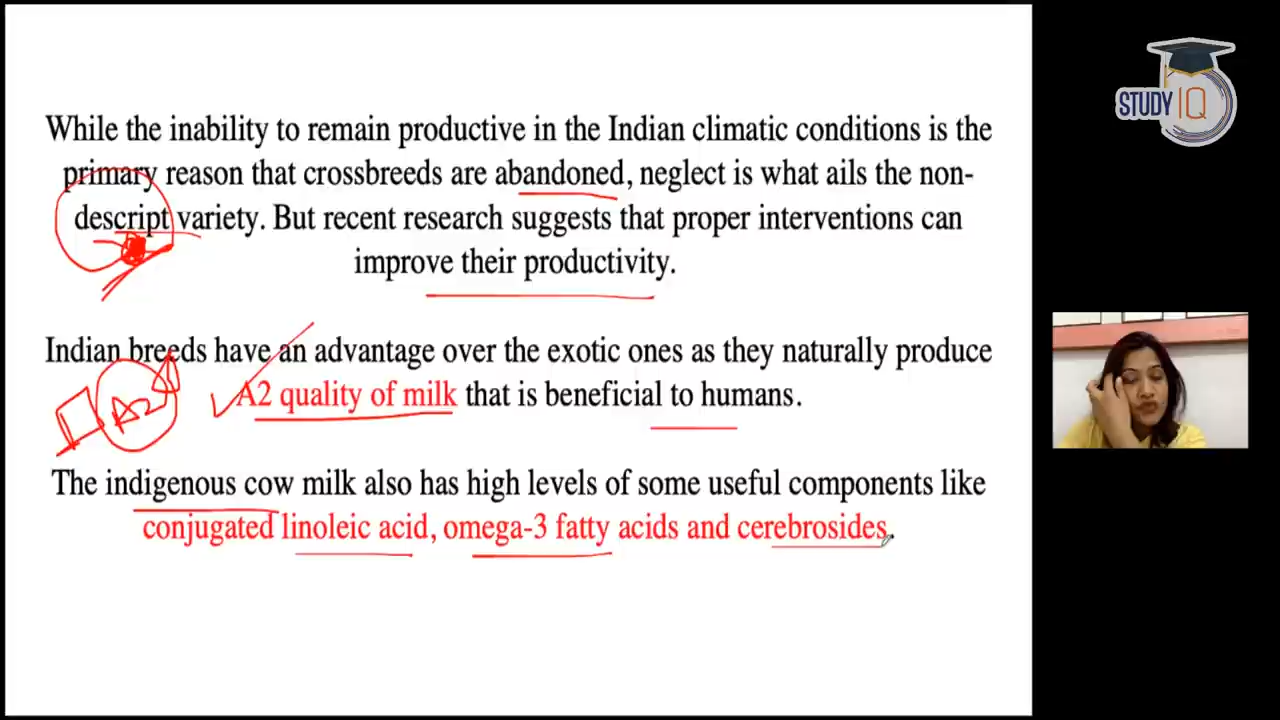 While the inability to remain productive in the Indian climatic conditions is the
primary reason that crossbreeds are abandoned, neglect is what ails the non-
descript variety. But recent research suggests that proper interventions can
improve their productivity.
Indian breeds have an advantage over the exotic ones as they naturally produce
A2 quality of milk that is beneficial to humans.
A2
The indigenous cow milk also has high levels of some useful components like
conjugated linoleic acid, omega-3 fatty acids and cerebrosides.
STUDY IQ